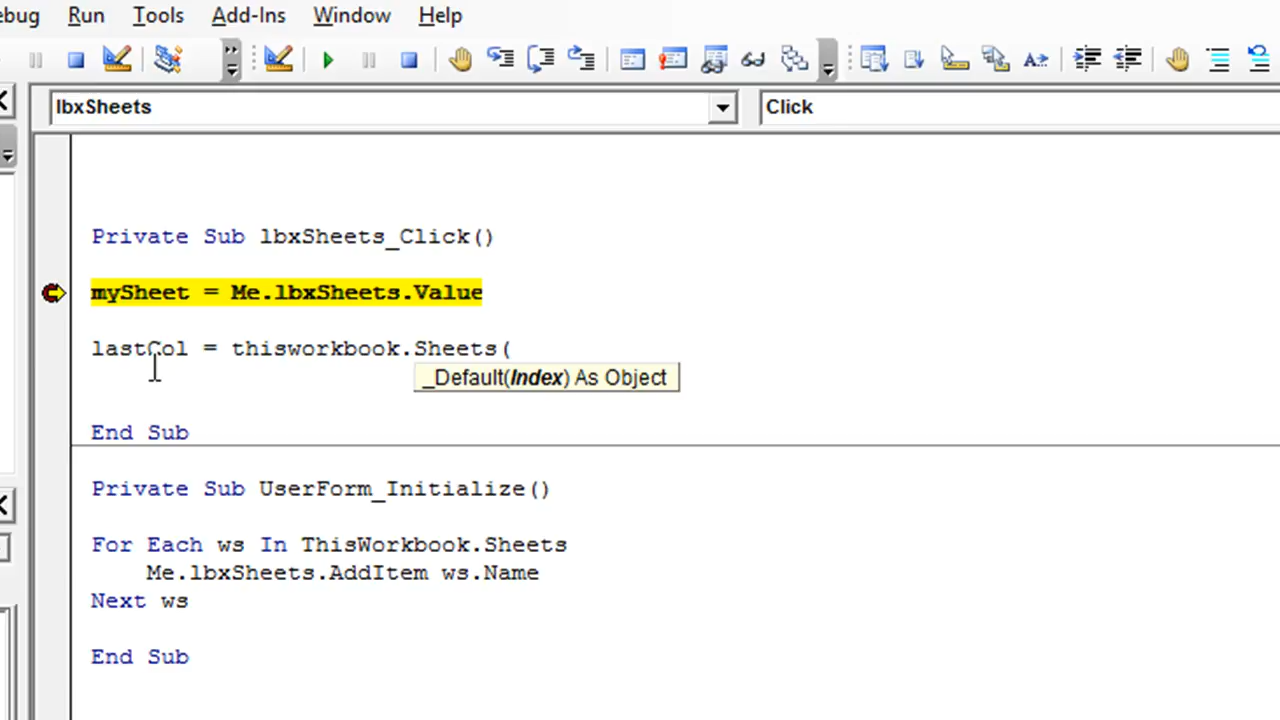 ebug Run Tools Add-Ins Window Help
lbxSheets Click
Private Sub lbxSheets_Click()
mySheet = Me.lbxSheets.Value
lastCol = thisworkbook.Sheets(
_Default(Index) As Object
End Sub
Private Sub UserForm_Initialize()
For Each ws In ThisWorkbook.Sheets
Me.lbxSheets.AddItem ws.Name
Next ws
End Sub